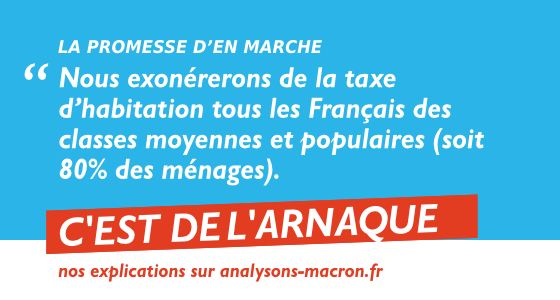 LA PROMESSE D’EN MARCHE
“ Nous exonérerons de la taxe
d’habitation tous les Français des
classes moyennes et populaires (soit
80% des ménages).
C'EST DE L'ARNAQUE
nos explications sur analysons-macron.fr